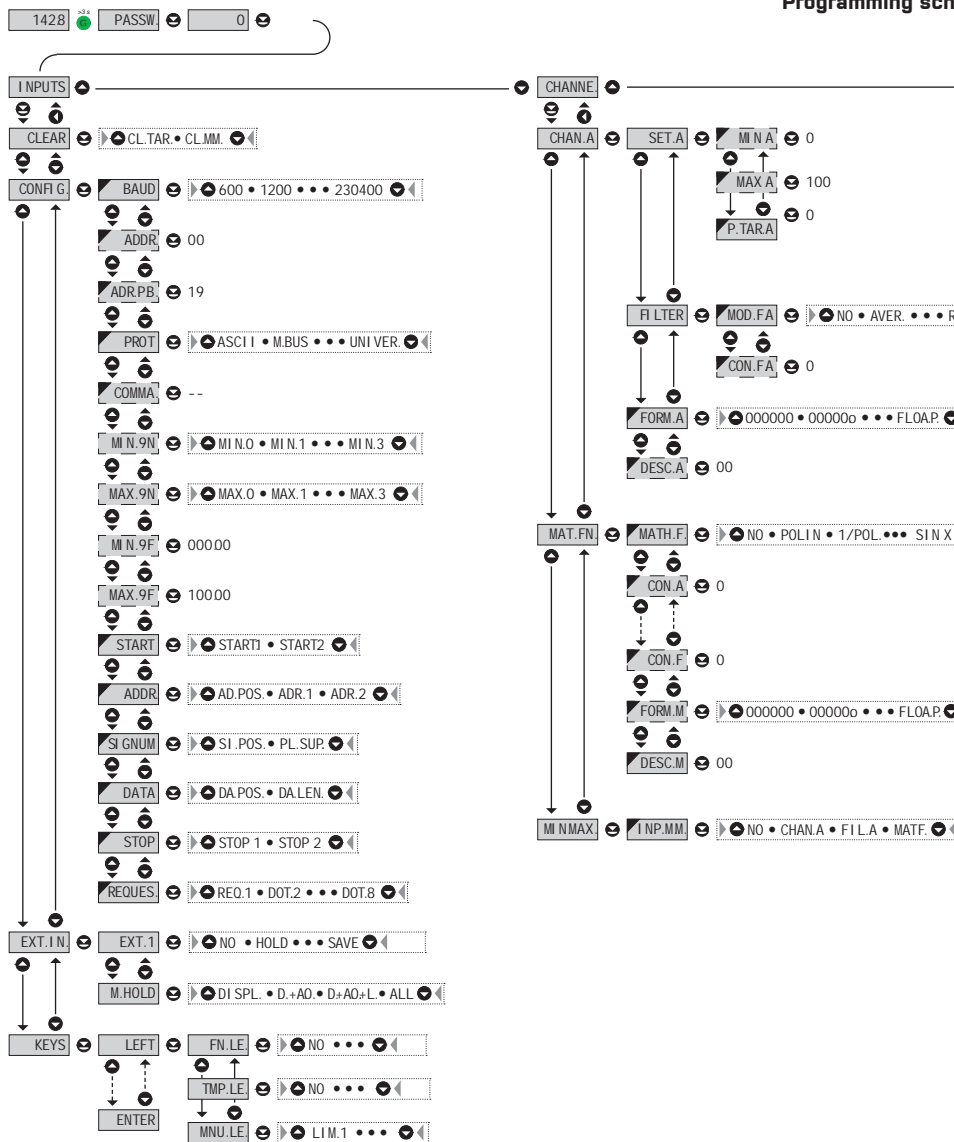 Programming sch
1428 >3 s G PASSW. 0
INPUTS
CLEAR CL.TAR. • CL.MM.
CONFIG. BAUD 600 • 1200 • • • 230400
ADDR. 00
ADR.PB. 19
PROT ASCII • M.BUS • • • UNIVER.
COMMA. --
MIN.9N MIN.0 • MIN.1 • • • MIN.3
MAX.9N MAX.0 • MAX.1 • • • MAX.3
MIN.9F 00000
MAX.9F 10000
START START1 • START2
ADDR. AD.POS. • ADR.1 • ADR.2
SIGNUM SI.POS. • PL.SUP.
DATA DA.POS. • DA.LEN.
STOP STOP 1 • STOP 2
REQUES. REQ.1 • DOT.2 • • • DOT.8
EXT.IN. EXT.1 NO • HOLD • • • SAVE
M.HOLD DISPL. • D.+AO. • D.+AO.+L. • ALL
KEYS LEFT FN.LE. NO • • •
TMP.LE. NO • • •
ENTER
MNU.LE. LIM.1 • • •
CHANNE.
CHAN.A SET.A MIN A 0
MAX A 100
P.TAR.A 0
FILTER MOD.F.A NO • AVER. • • • R
CON.F.A 0
FORM.A 000000 • 00000o • • • FLOA.P.
DESC.A 00
MAT.FN. MATH.F. NO • POLIN • 1/POL. • • • SIN X
CON.A 0
CON.F 0
FORM.M 000000 • 00000o • • • FLOA.P.
DESC.M 00
MINMAX. INP.MM. NO • CHAN.A • FIL.A • MAT.F.